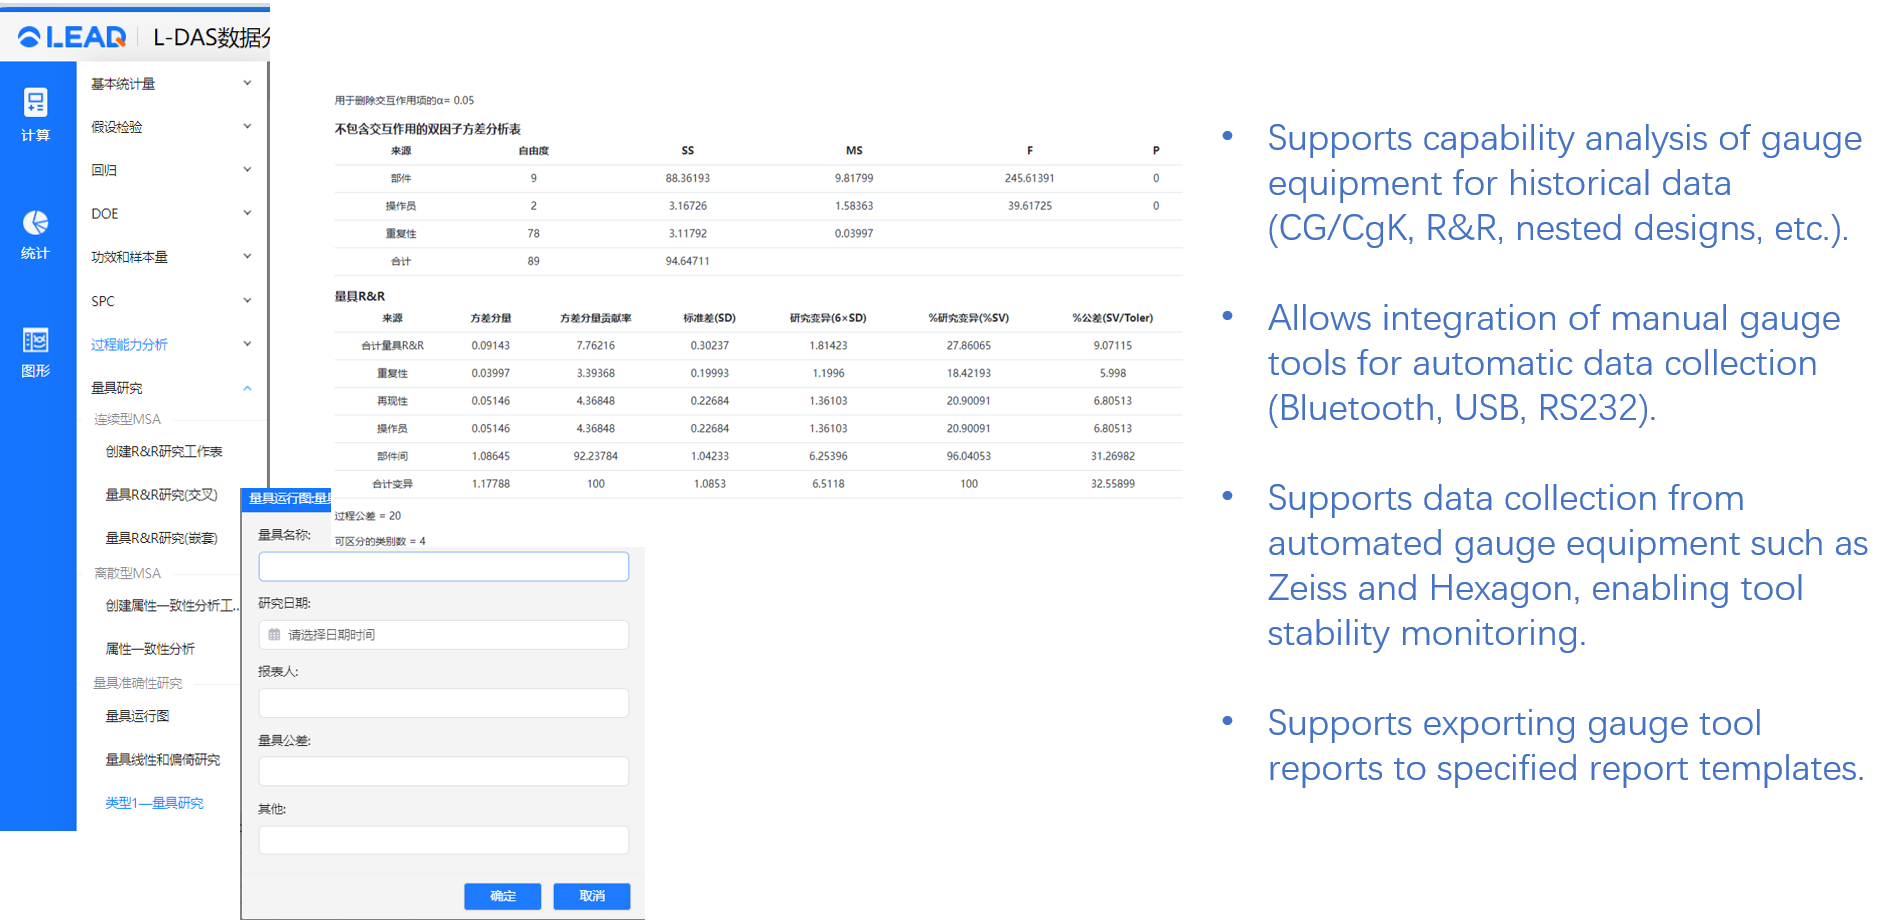 LEAD
L-DAS数据分
计算
统计
图形
基本统计量
假设检验
回归
DOE
功效和样本量
SPC
过程能力分析
量具研究
连续型MSA
创建R&R研究工作表
量具R&R研究(交叉)
量具R&R研究(嵌套)
离散型MSA
创建属性一致性分析工...
属性一致性分析
量具准确性研究
量具运行图
量具线性和偏倚研究
类型1—量具研究
用于删除交互作用项的α= 0.05
不包含交互作用的双因子方差分析表
来源 自由度 SS MS F P
部件 9 88.36193 9.81799 245.61391 0
操作员 2 3.16726 1.58363 39.61725 0
重复性 78 3.11792 0.03997
合计 89 94.64711
量具R&R
来源 方差分量 方差分量贡献率 标准差(SD) 研究变异(6×SD) %研究变异(%SV) %公差(SV/Toler)
合计量具R&R 0.09143 7.76216 0.30237 1.81423 27.86065 9.07115
重复性 0.03997 3.39368 0.19993 1.1996 18.42193 5.998
再现性 0.05146 4.36848 0.22684 1.36103 20.90091 6.80513
操作员 0.05146 4.36848 0.22684 1.36103 20.90091 6.80513
部件间 1.08645 92.23784 1.04233 6.25396 96.04053 31.26982
合计变异 1.17788 100 1.0853 6.5118 100 32.55899
过程公差 = 20
可区分的类别数 = 4
量具运行图:量具
量具名称:
研究日期:
请选择日期时间
报表人:
量具公差:
其他:
确定 取消
• Supports capability analysis of gauge
equipment for historical data
(CG/CgK, R&R, nested designs, etc.).
• Allows integration of manual gauge
tools for automatic data collection
(Bluetooth, USB, RS232).
• Supports data collection from
automated gauge equipment such as
Zeiss and Hexagon, enabling tool
stability monitoring.
• Supports exporting gauge tool
reports to specified report templates.